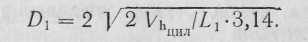 D₁ = 2 √2 V_hцил/L₁·3,14.